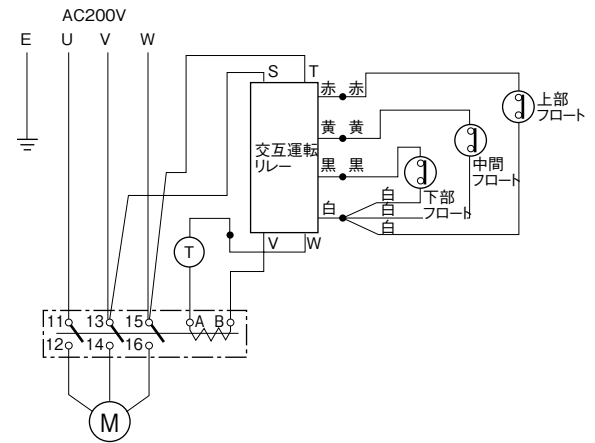 AC200V
E U V W
S T
赤 赤
黄 黄
黒 黒
白
交互運転
リレー
上部
フロート
中間
フロート
下部
フロート
白
白
白
V W
T
11 13 15 A B
12 14 16
M